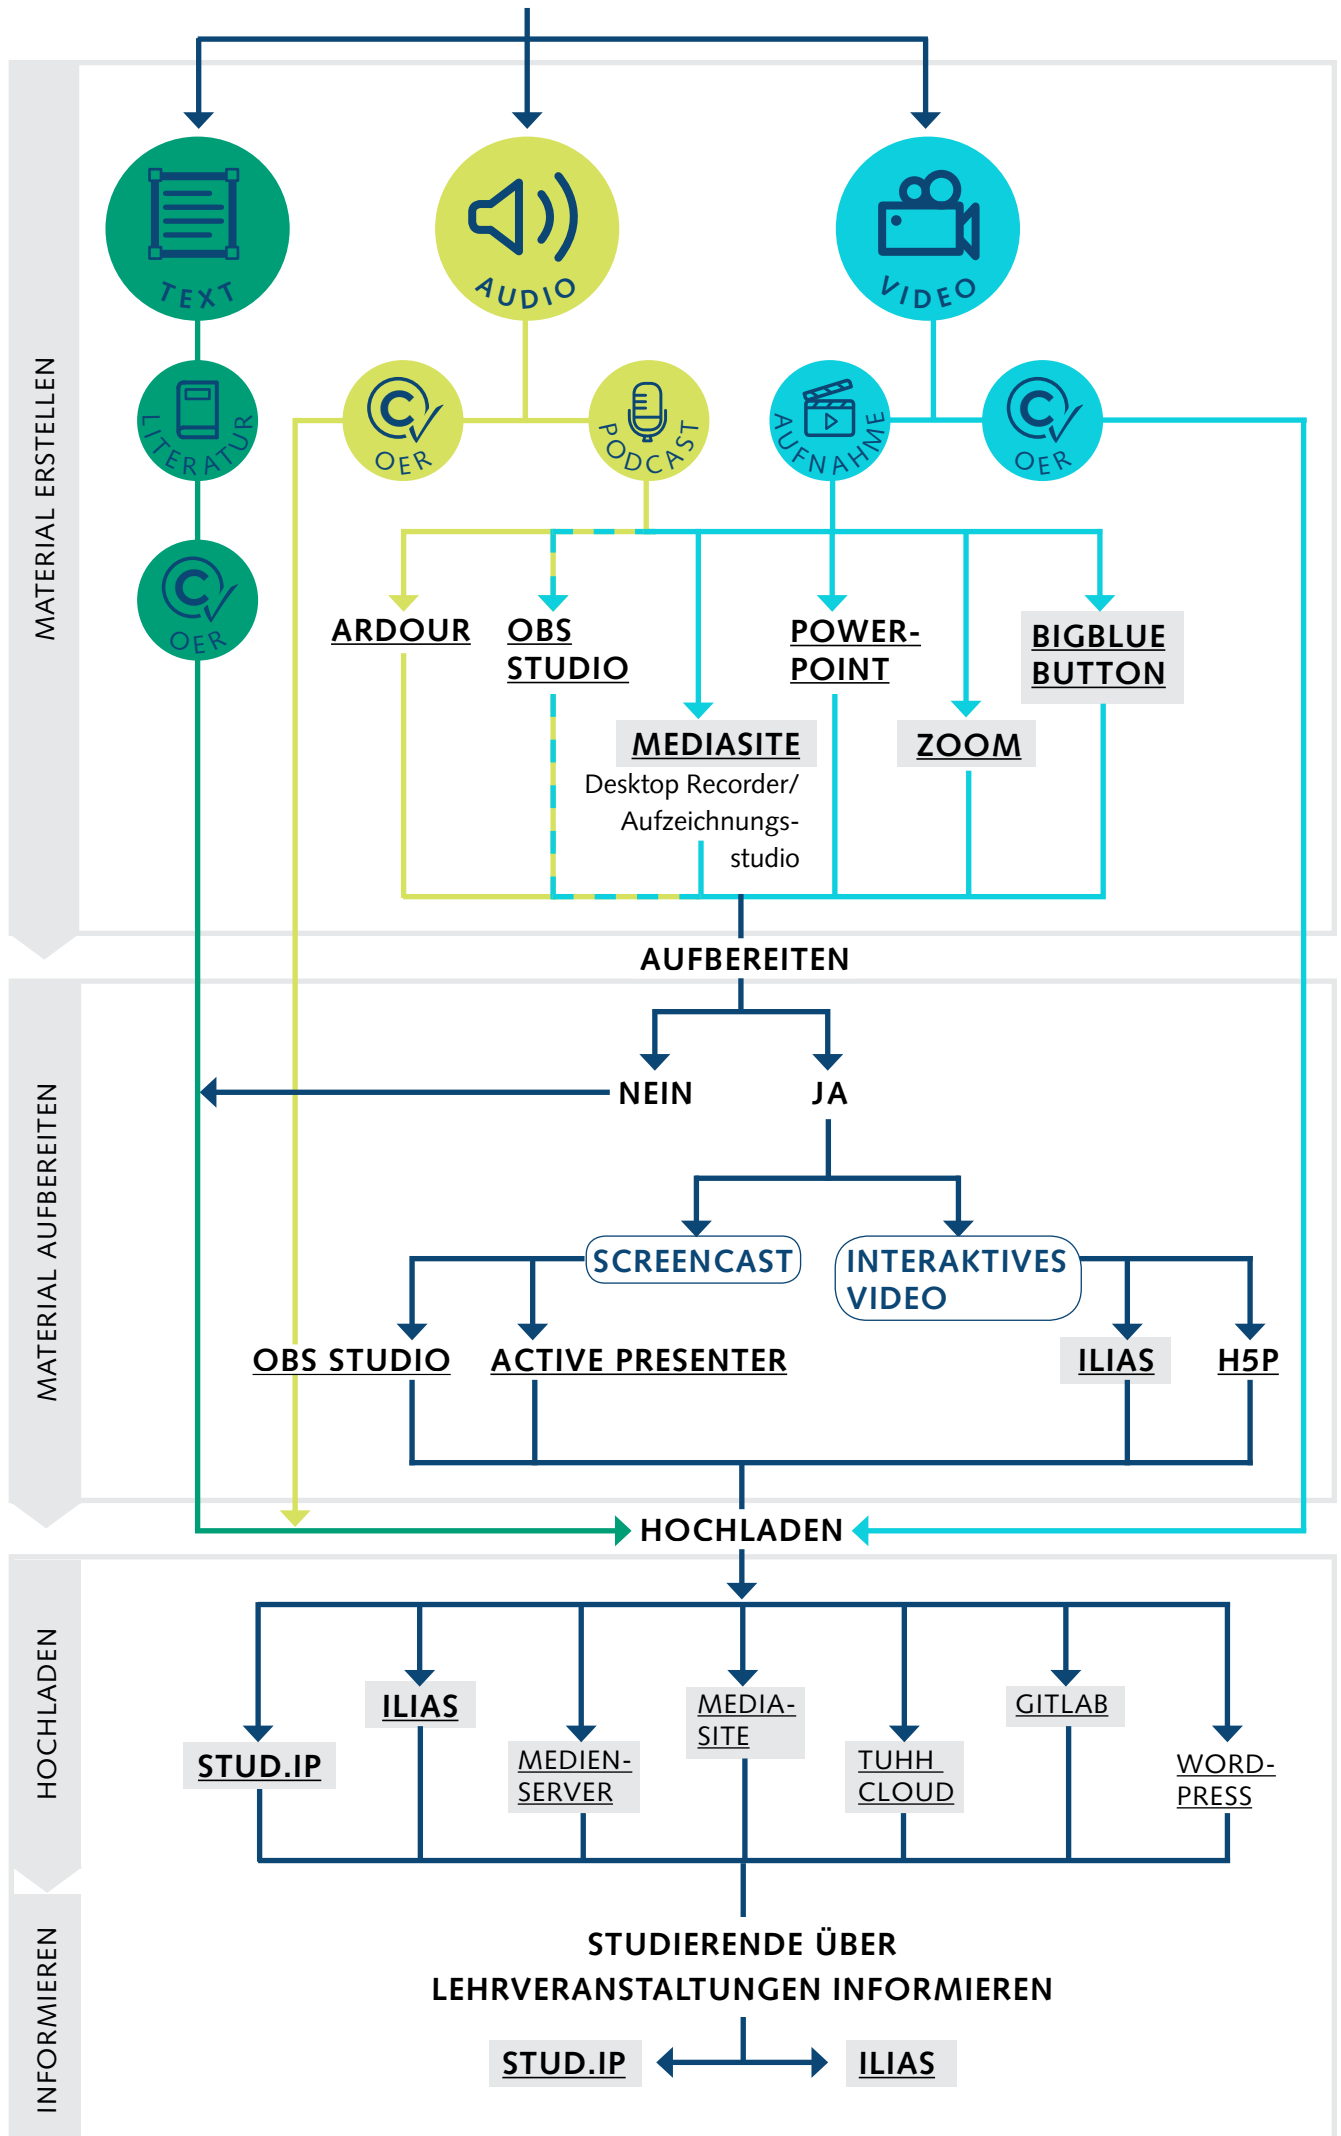 MATERIAL ERSTELLEN
TEXT
AUDIO
VIDEO
LITERATUR
OER
PODCAST
AUFNAHME
OER
OER
ARDOUR
OBS
STUDIO
POWER-
POINT
BIGBLUE
BUTTON
MEDIASITE
Desktop Recorder/
Aufzeichnungs-
studio
ZOOM
AUFBEREITEN
MATERIAL AUFBEREITEN
NEIN
JA
SCREENCAST
INTERAKTIVES
VIDEO
OBS STUDIO
ACTIVE PRESENTER
ILIAS
H5P
HOCHLADEN
HOCHLADEN
STUD.IP
ILIAS
MEDIEN-
SERVER
MEDIA-
SITE
TUHH
CLOUD
GITLAB
WORD-
PRESS
INFORMIEREN
STUDIERENDE ÜBER
LEHRVERANSTALTUNGEN INFORMIEREN
STUD.IP
ILIAS